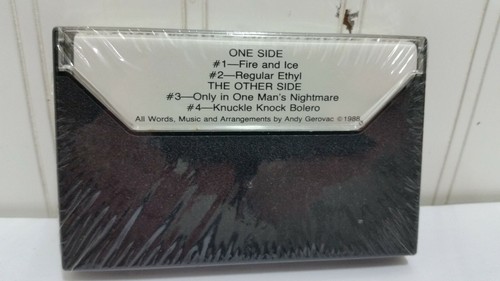 ONE SIDE
#1—Fire and Ice
#2—Regular Ethyl
THE OTHER SIDE
#3—Only in One Man's Nightmare
#4—Knuckle Knock Bolero
All Words, Music and Arrangements by Andy Gerovac ©1988